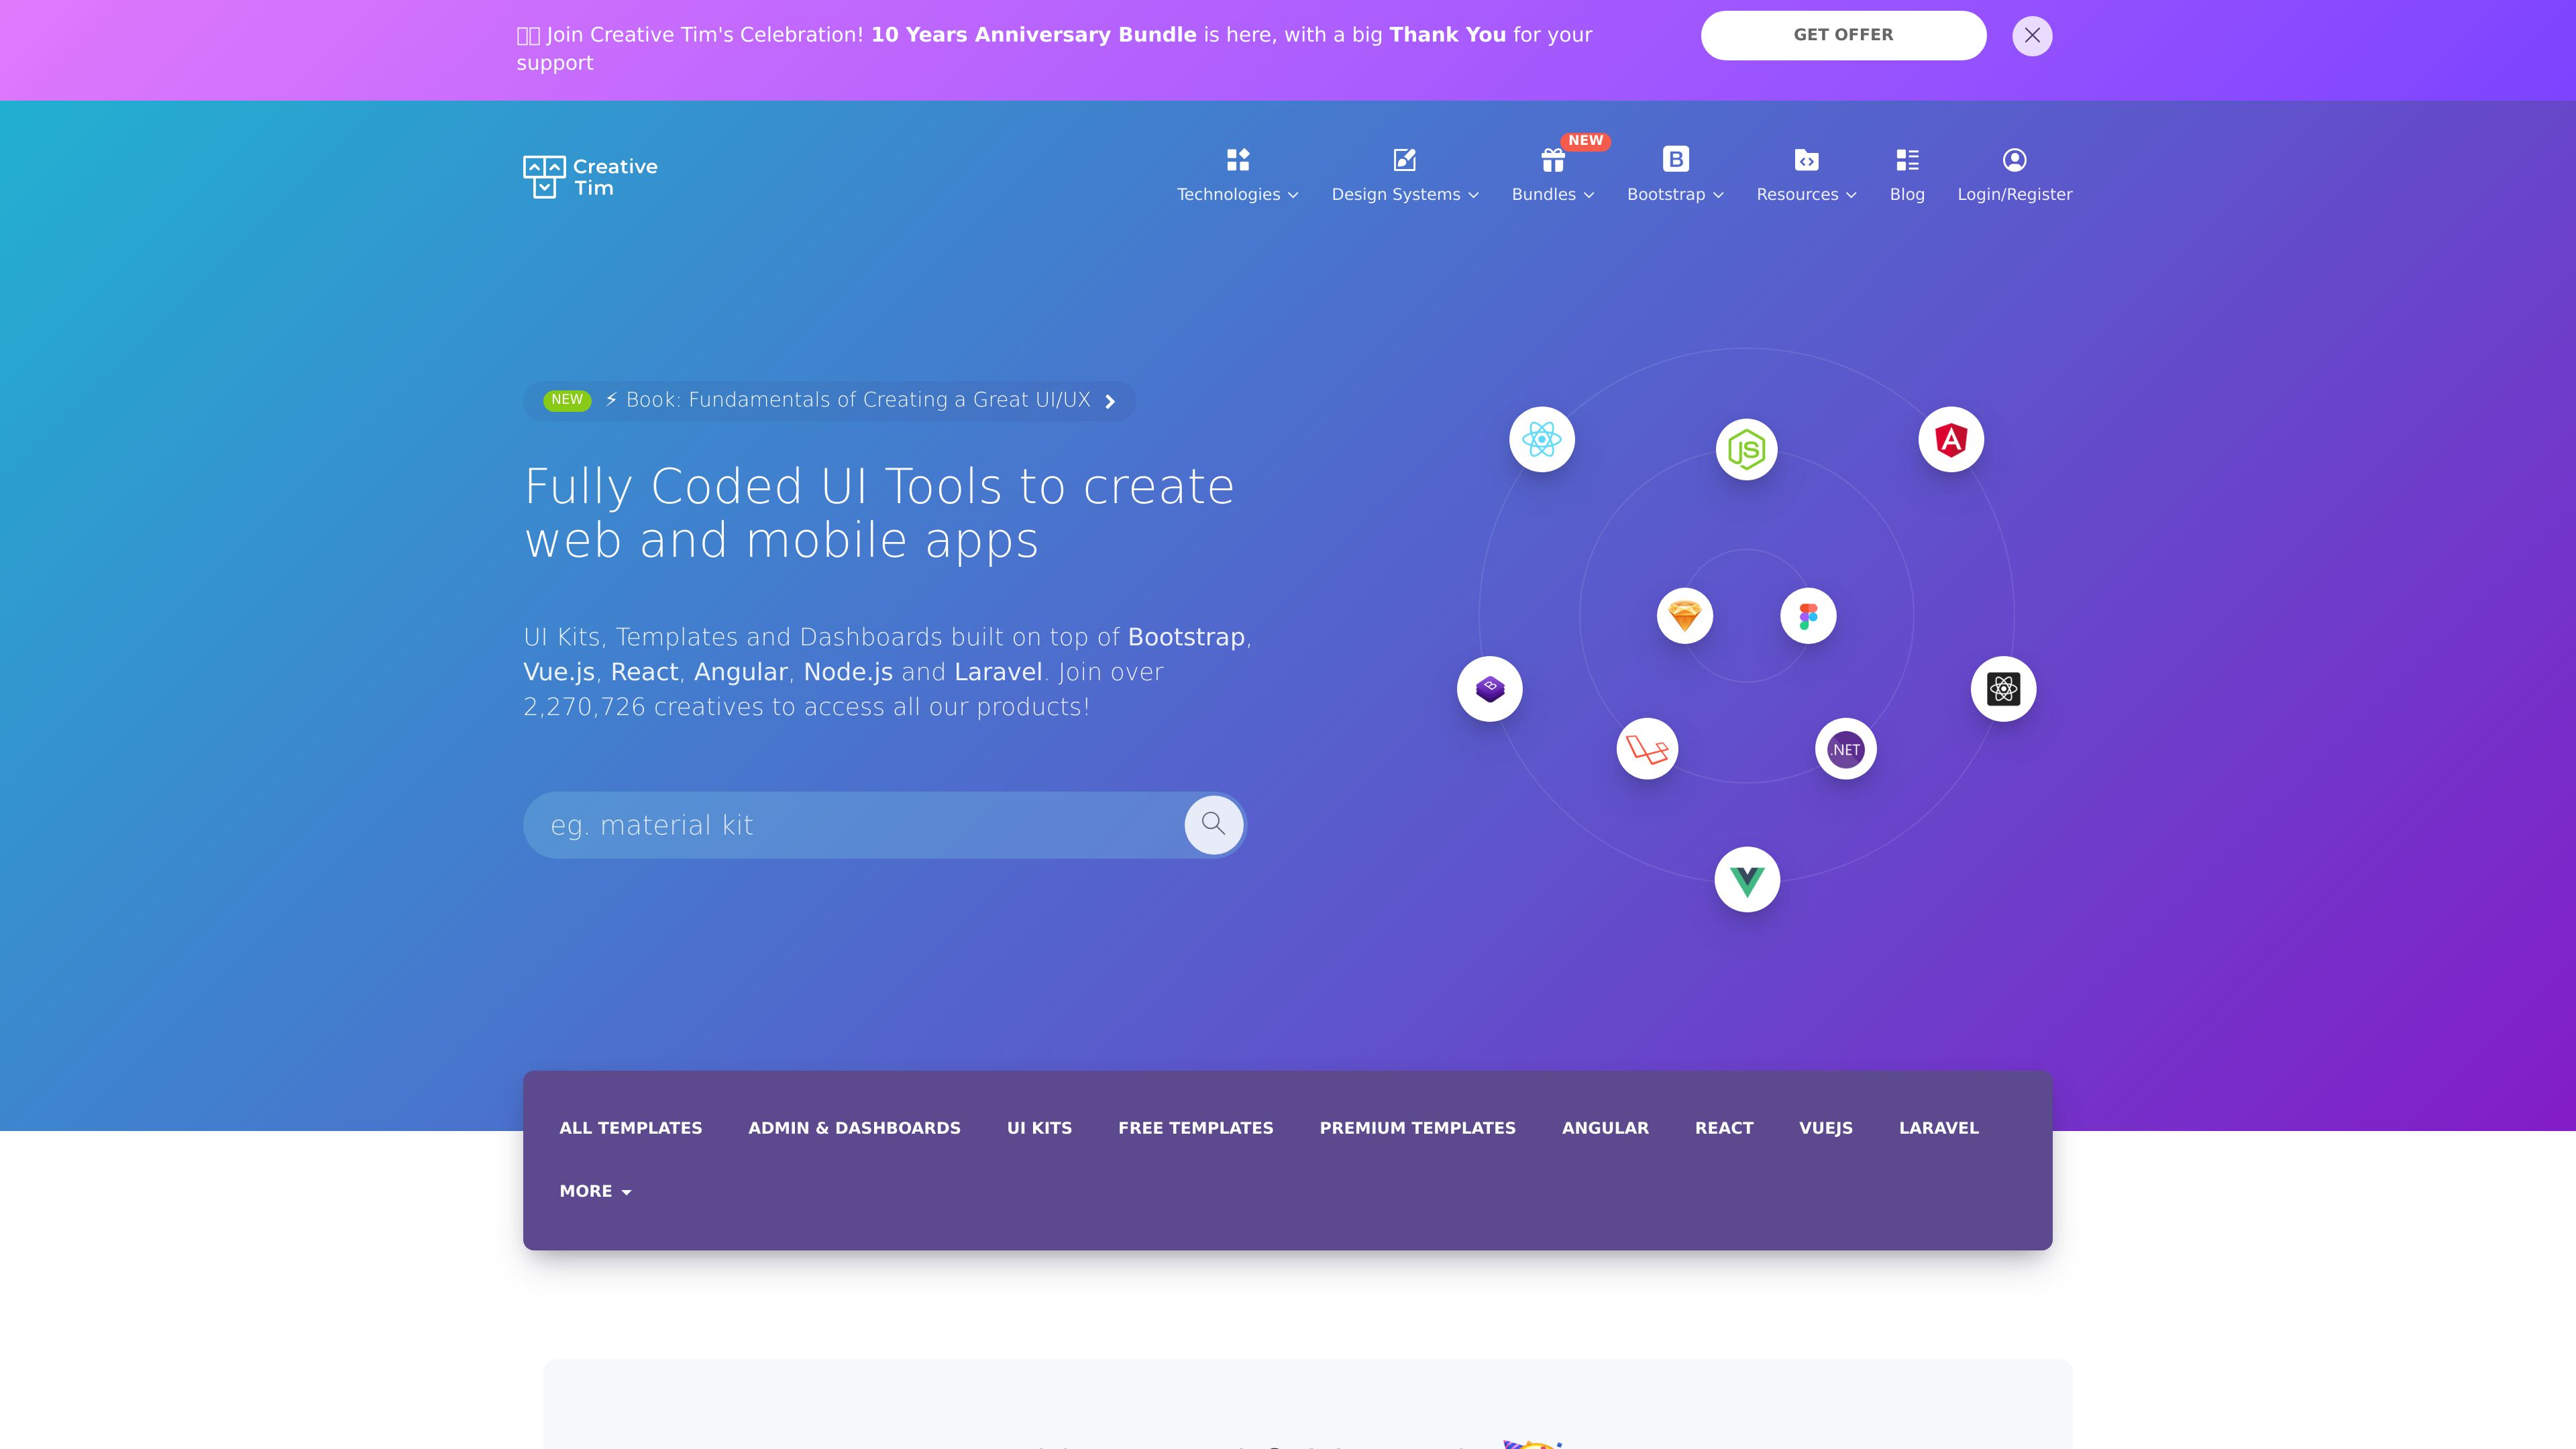 Join Creative Tim's Celebration! 10 Years Anniversary Bundle is here, with a big Thank You for your
support
GET OFFER
Creative
Tim
NEW
Technologies
Design Systems
Bundles
Bootstrap
Resources
Blog
Login/Register
NEW ⚡ Book: Fundamentals of Creating a Great UI/UX
Fully Coded UI Tools to create
web and mobile apps
UI Kits, Templates and Dashboards built on top of Bootstrap,
Vue.js, React, Angular, Node.js and Laravel. Join over
2,270,726 creatives to access all our products!
eg. material kit
.NET
ALL TEMPLATES
ADMIN & DASHBOARDS
UI KITS
FREE TEMPLATES
PREMIUM TEMPLATES
ANGULAR
REACT
VUEJS
LARAVEL
MORE